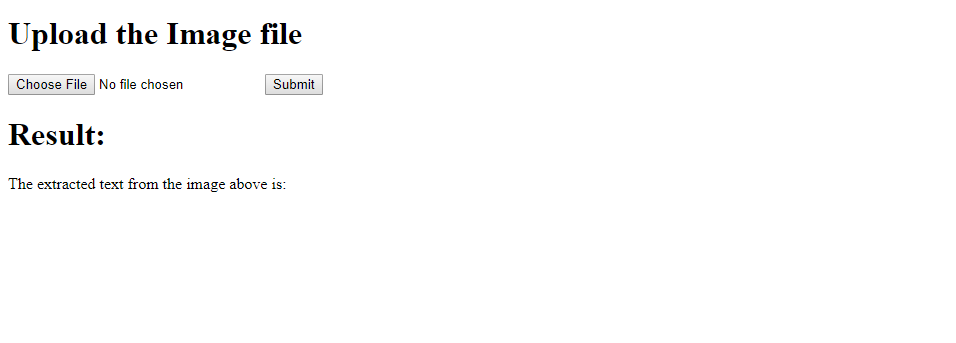 Upload the Image file
Choose File No file chosen Submit
Result:
The extracted text from the image above is: